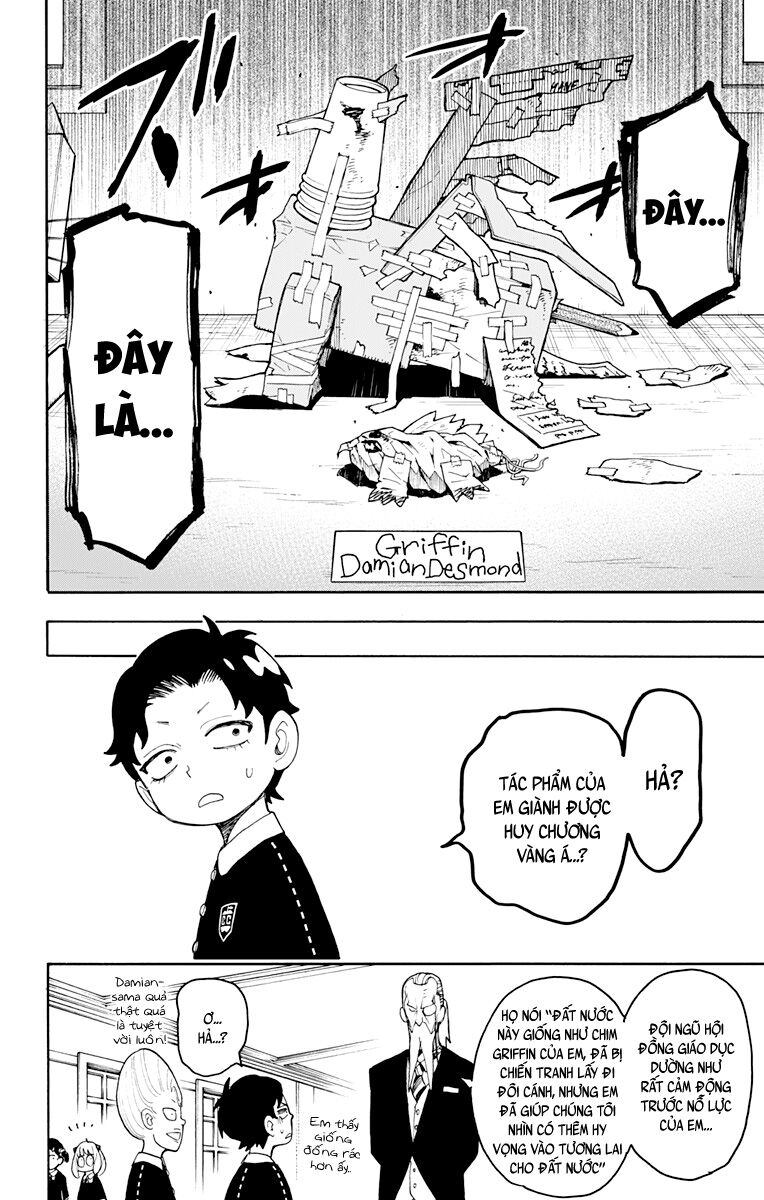 ĐÂY...
ĐÂY
LÀ...
MANE
Griffin
Damian Desmond
HẢ?
TÁC PHẨM CỦA
EM GIÀNH ĐƯỢC
HUY CHƯƠNG
VÀNG Á...?
ĐỘI NGŨ HỘI
ĐỒNG GIÁO DỤC
DƯỜNG NHƯ
RẤT CẢM ĐỘNG
TRƯỚC NỖ LỰC
CỦA EM...
HỌ NÓI "ĐẤT NƯỚC
NÀY GIỐNG NHƯ CHIM
GRIFFIN CỦA EM, ĐÃ BỊ
CHIẾN TRANH LẤY ĐI
ĐÔI CÁNH, NHƯNG EM
ĐÃ GIÚP CHÚNG TÔI
NHÌN CÓ THÊM HY
VỌNG VÀO TƯƠNG LAI
CHO ĐẤT NƯỚC"
Ơ...
HẢ...?
Damian-
sama quả
thật quá
là tuyệt
vời luôn!
Em thấy
giống
đống rác
hơn ấy.